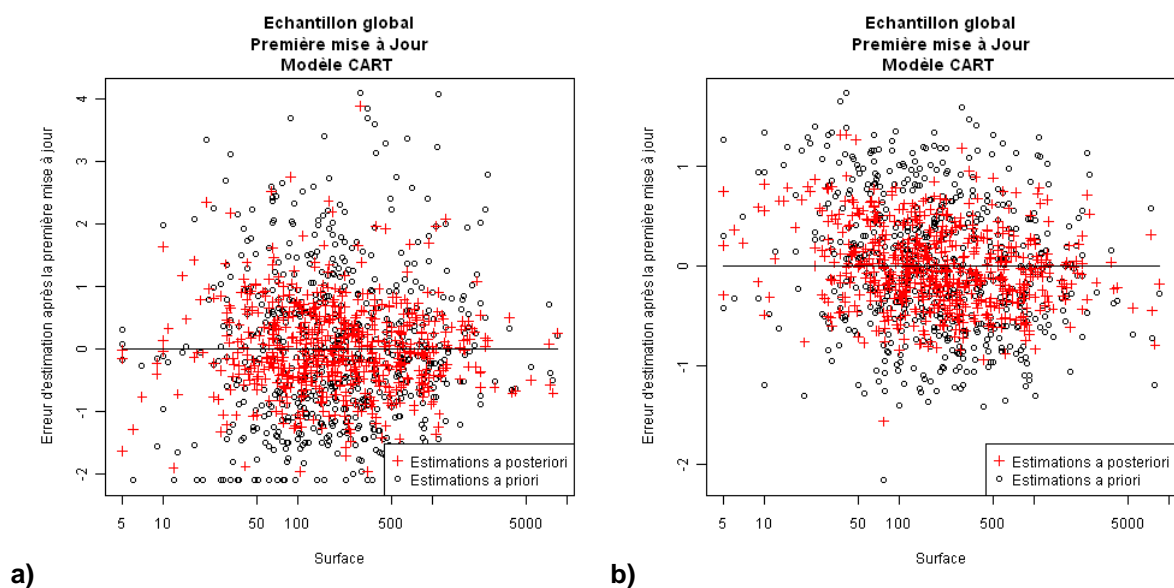 Echantillon global
Première mise à Jour
Modèle CART
Erreur d'estimation après la première mise à jour
4
3
2
1
0
-1
-2
5 10 50 100 500 5000
Surface
Estimations a posteriori
Estimations a priori
a)
Echantillon global
Première mise à Jour
Modèle CART
Erreur d'estimation après la première mise à jour
1
0
-1
-2
5 10 50 100 500 5000
Surface
Estimations a posteriori
Estimations a priori
b)